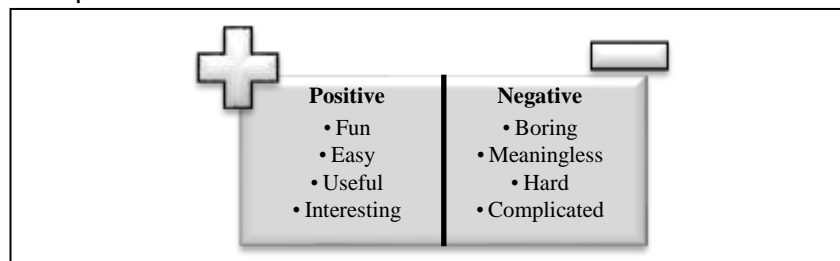 Positive
• Fun
• Easy
• Useful
• Interesting
Negative
• Boring
• Meaningless
• Hard
• Complicated